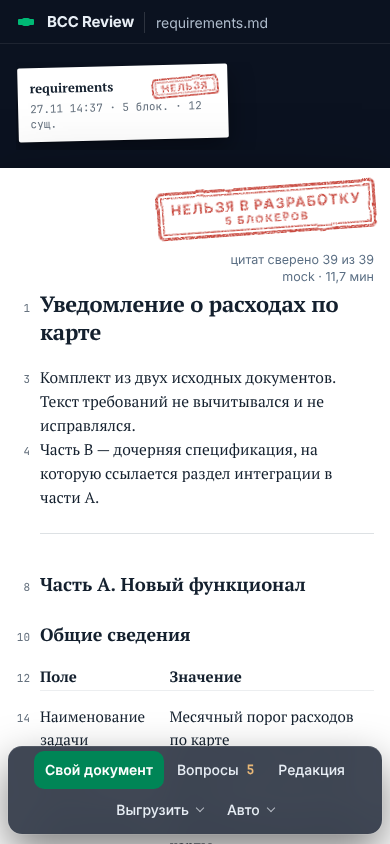 BCC Review requirements.md
requirements
НЕЛЬЗЯ
27.11 14:37 · 5 блок. · 12
сущ.
НЕЛЬЗЯ В РАЗРАБОТКУ
5 БЛОКЕРОВ
цитат сверено 39 из 39
mock · 11,7 мин
1 Уведомление о расходах по
карте
3 Комплект из двух исходных документов.
Текст требований не вычитывался и не
исправлялся.
4 Часть B — дочерняя спецификация, на
которую ссылается раздел интеграции в
части A.
8 Часть A. Новый функционал
10 Общие сведения
12 Поле Значение
14 Наименование Месячный порог расходов
задачи по карте
Свой документ Вопросы 5 Редакция
Выгрузить Авто